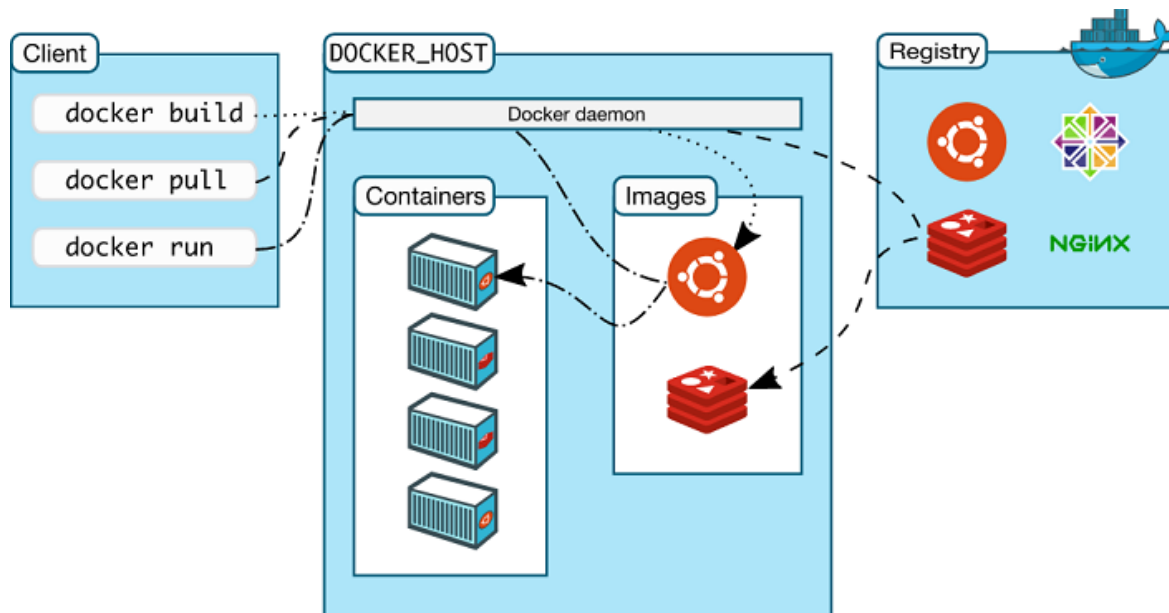 Client
docker build
docker pull
docker run
DOCKER_HOST
Docker daemon
Containers
Images
Registry
NGiNX